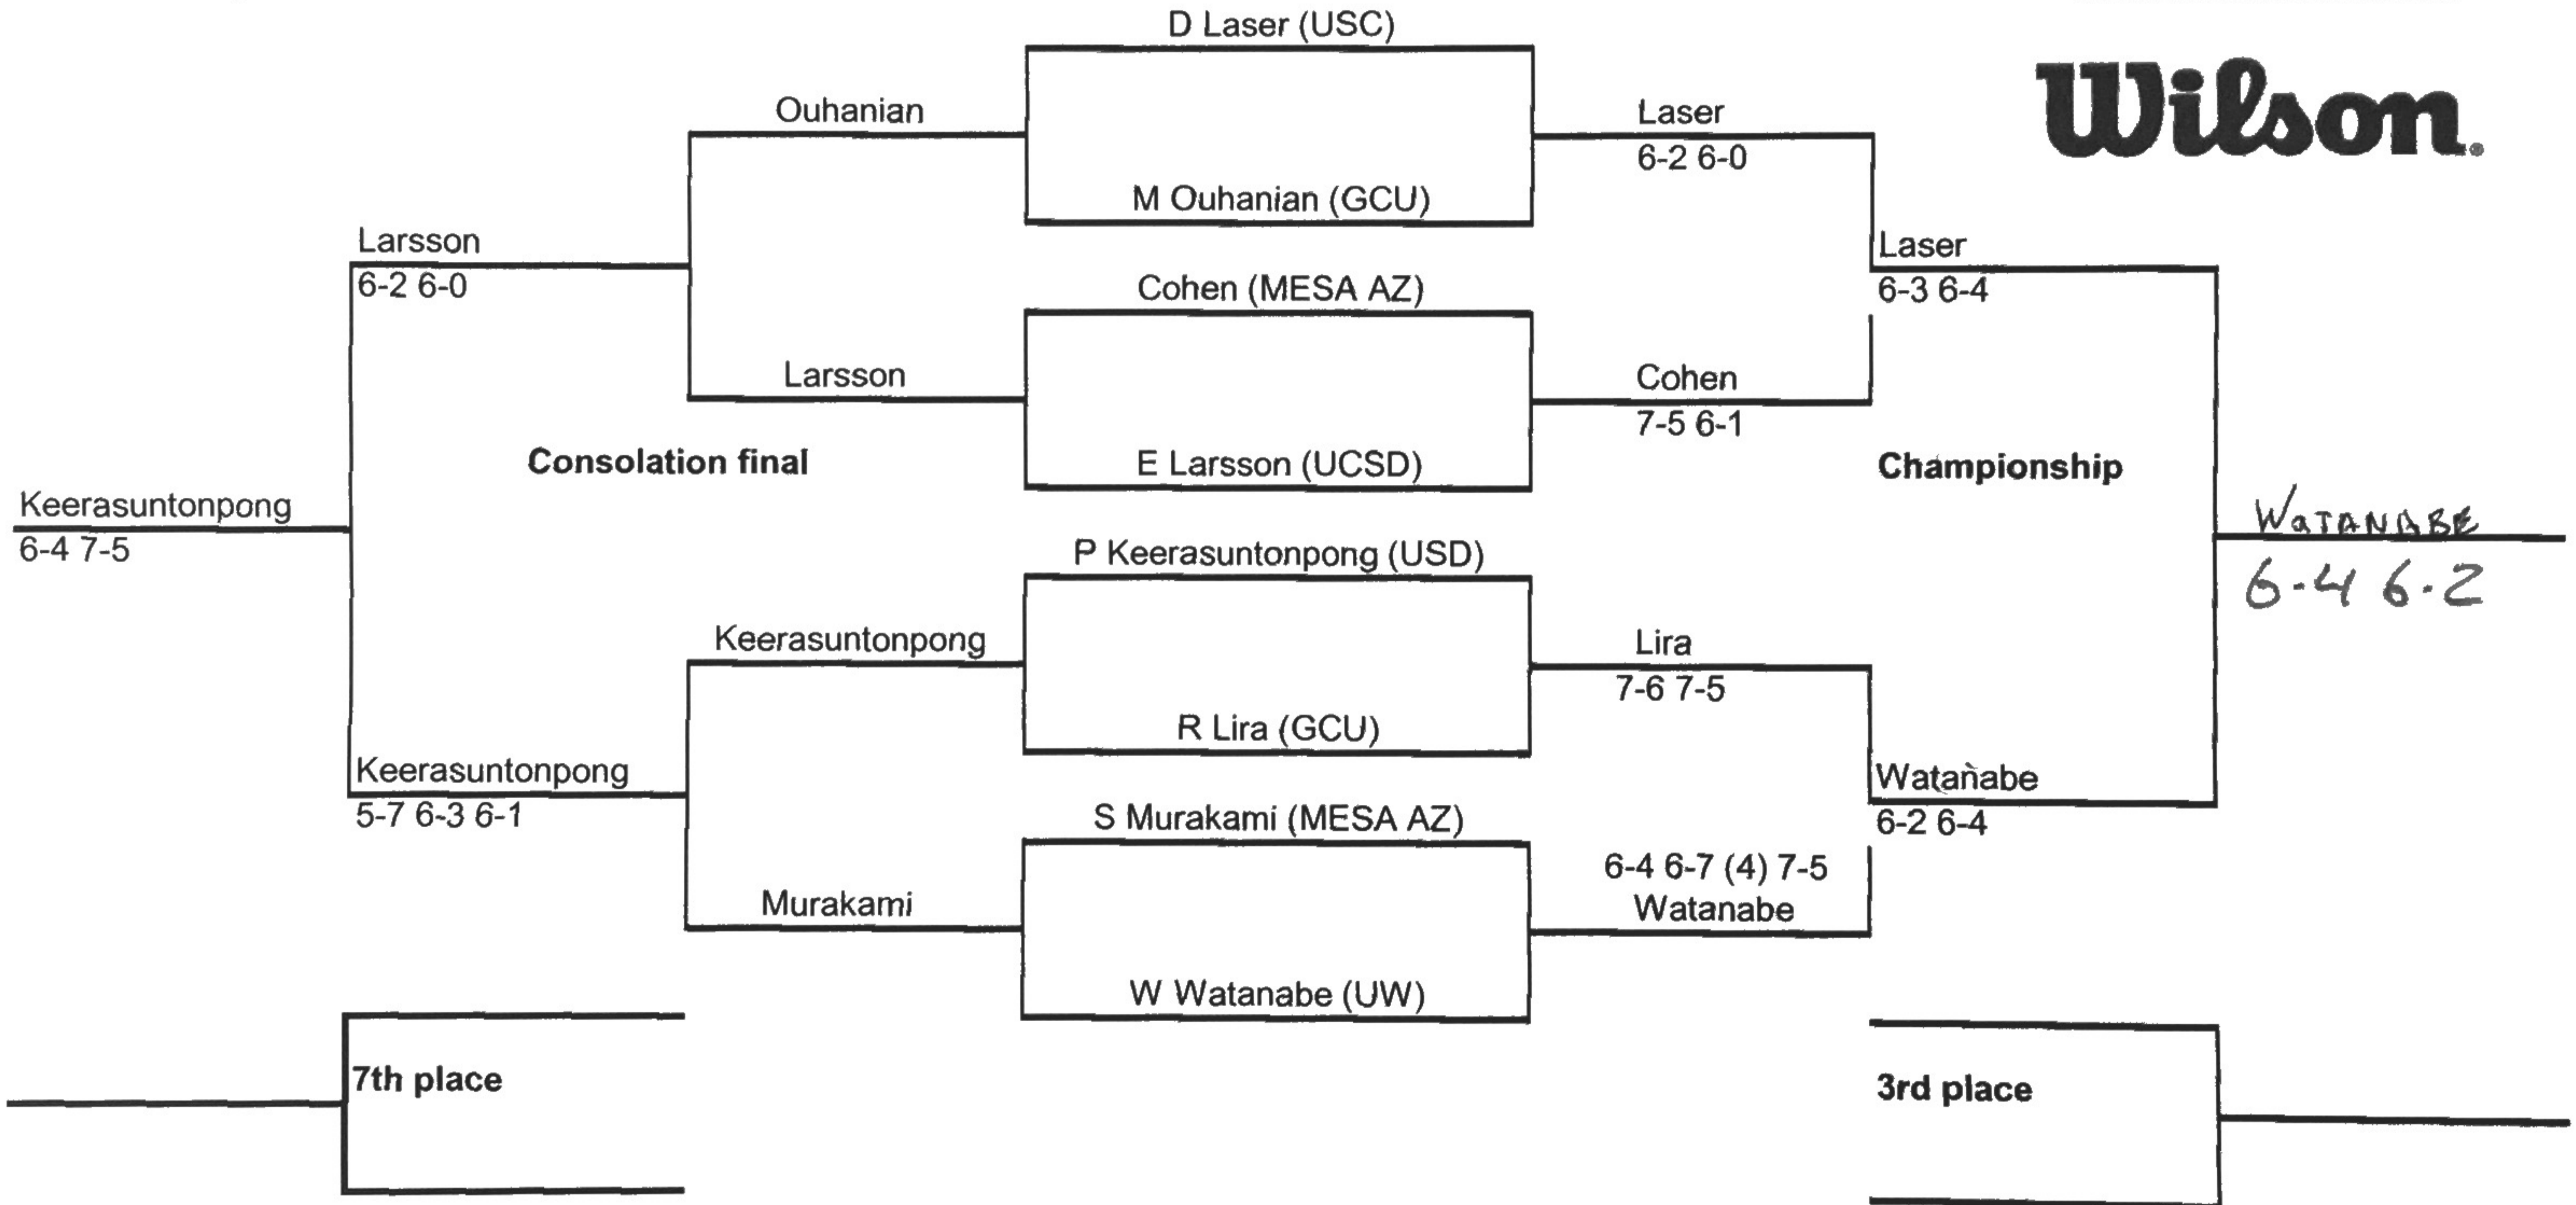 D Laser (USC)
Wilson.
Ouhanian
Laser
6-2 6-0
M Ouhanian (GCU)
Larsson
6-2 6-0
Laser
6-3 6-4
Cohen (MESA AZ)
Larsson
Cohen
7-5 6-1
Consolation final
E Larsson (UCSD)
Championship
Keerasuntonpong
6-4 7-5
WaTANABE
6-4 6-2
P Keerasuntonpong (USD)
Keerasuntonpong
Lira
7-6 7-5
R Lira (GCU)
Keerasuntonpong
5-7 6-3 6-1
Watanabe
6-2 6-4
S Murakami (MESA AZ)
6-4 6-7 (4) 7-5
Murakami
Watanabe
W Watanabe (UW)
7th place
3rd place